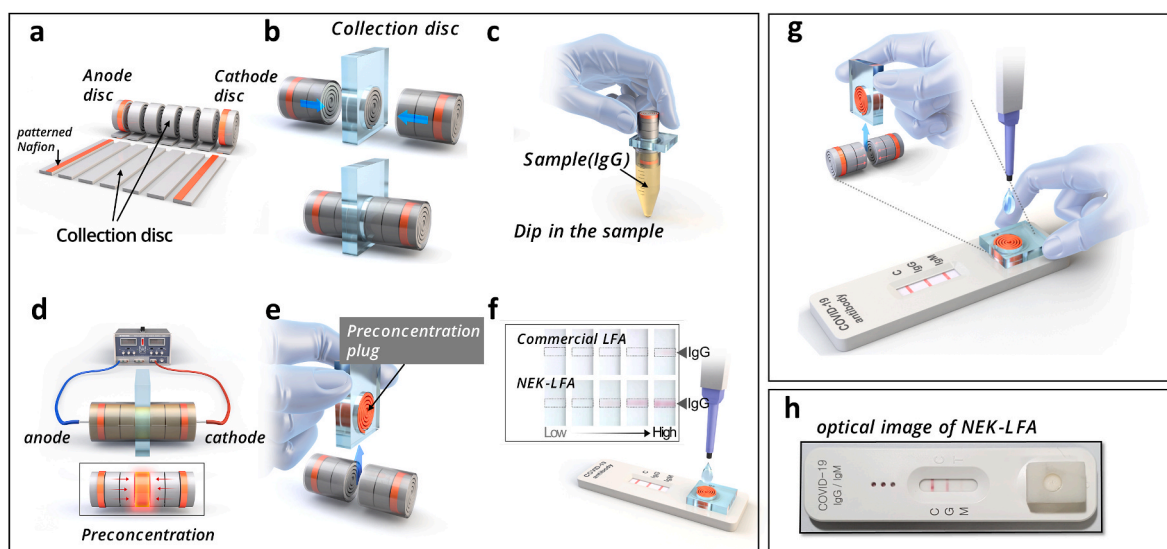 a
Anode
disc
Cathode
disc
patterned
Nafion
Collection disc
b
Collection disc
c
Sample(IgG)
Dip in the sample
d
anode
cathode
Preconcentration
e
Preconcentration
plug
f
Commercial LFA
IgG
NEK-LFA
IgG
Low
High
COVID-19
antibody
C
IgG
IgM
g
C
IgG
IgM
COVID-19
antibody
h
optical image of NEK-LFA
COVID-19
IgG / IgM
C
G
M